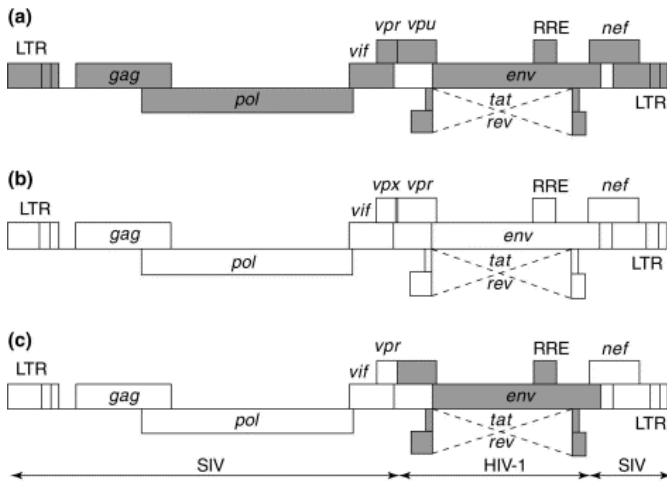 (a)
vpr vpu RRE nef
LTR vif
gag env
pol tat LTR
rev
(b)
vpx vpr RRE nef
LTR vif
gag env
pol tat LTR
rev
(c)
vpr RRE nef
LTR vif
gag env
pol tat LTR
rev
SIV HIV-1 SIV